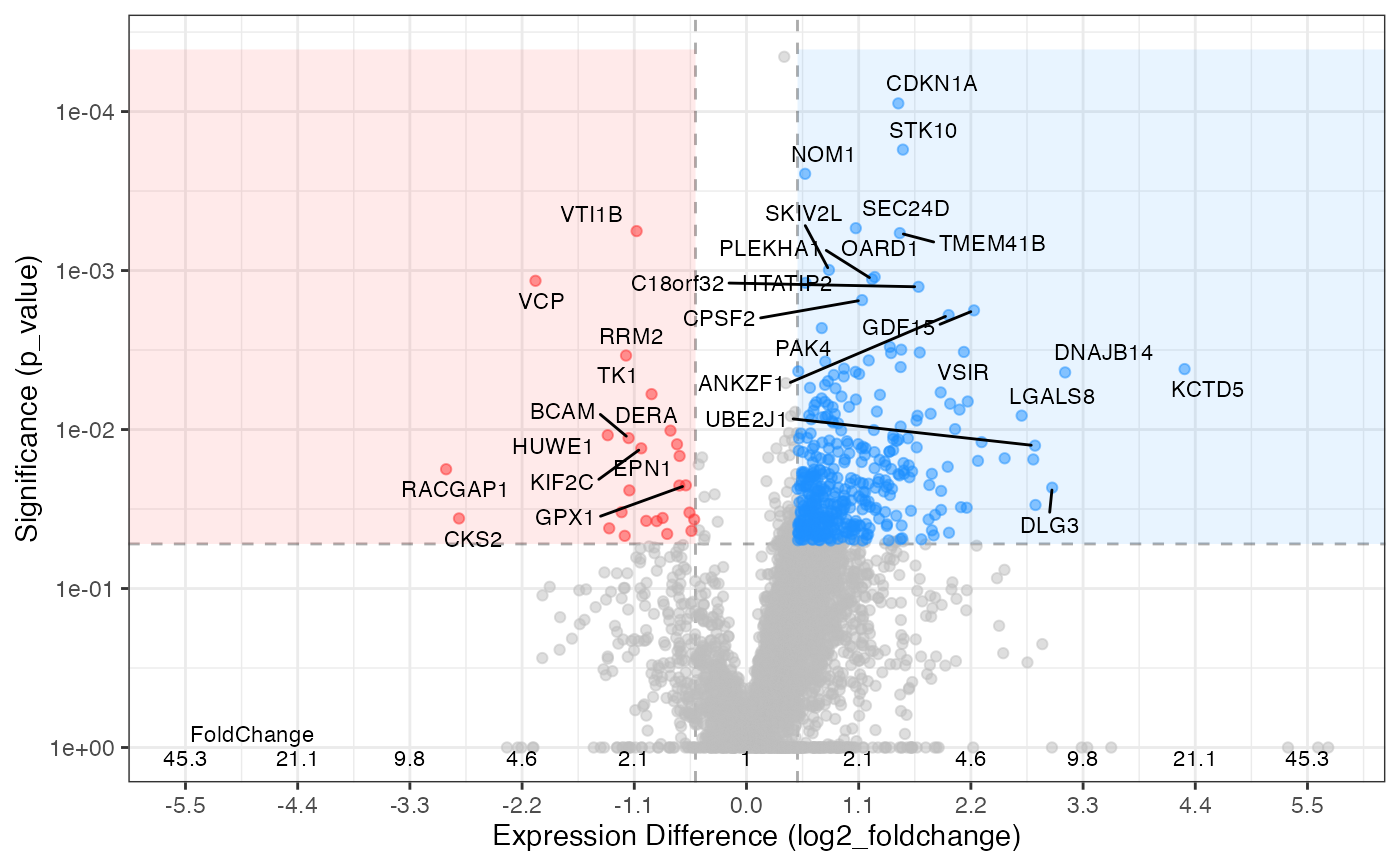 CDKN1A
1e-04
STK10
NOM1
SKIV2L
SEC24D
VTI1B
PLEKHA1
OARD1
TMEM41B
1e-03
C18orf32
HTATIP2
VCP
CPSF2
GDF15
RRM2
PAK4
DNAJB14
TK1
ANKZF1
VSIR
KCTD5
LGALS8
BCAM
DERA
UBE2J1
1e-02
HUWE1
EPN1
KIF2C
RACGAP1
GPX1
DLG3
CKS2
1e-01
FoldChange
1e+00
45.3 21.1 9.8 4.6 2.1 1 2.1 4.6 9.8 21.1 45.3
-5.5 -4.4 -3.3 -2.2 -1.1 0.0 1.1 2.2 3.3 4.4 5.5
Expression Difference (log2_foldchange)
Significance (p_value)